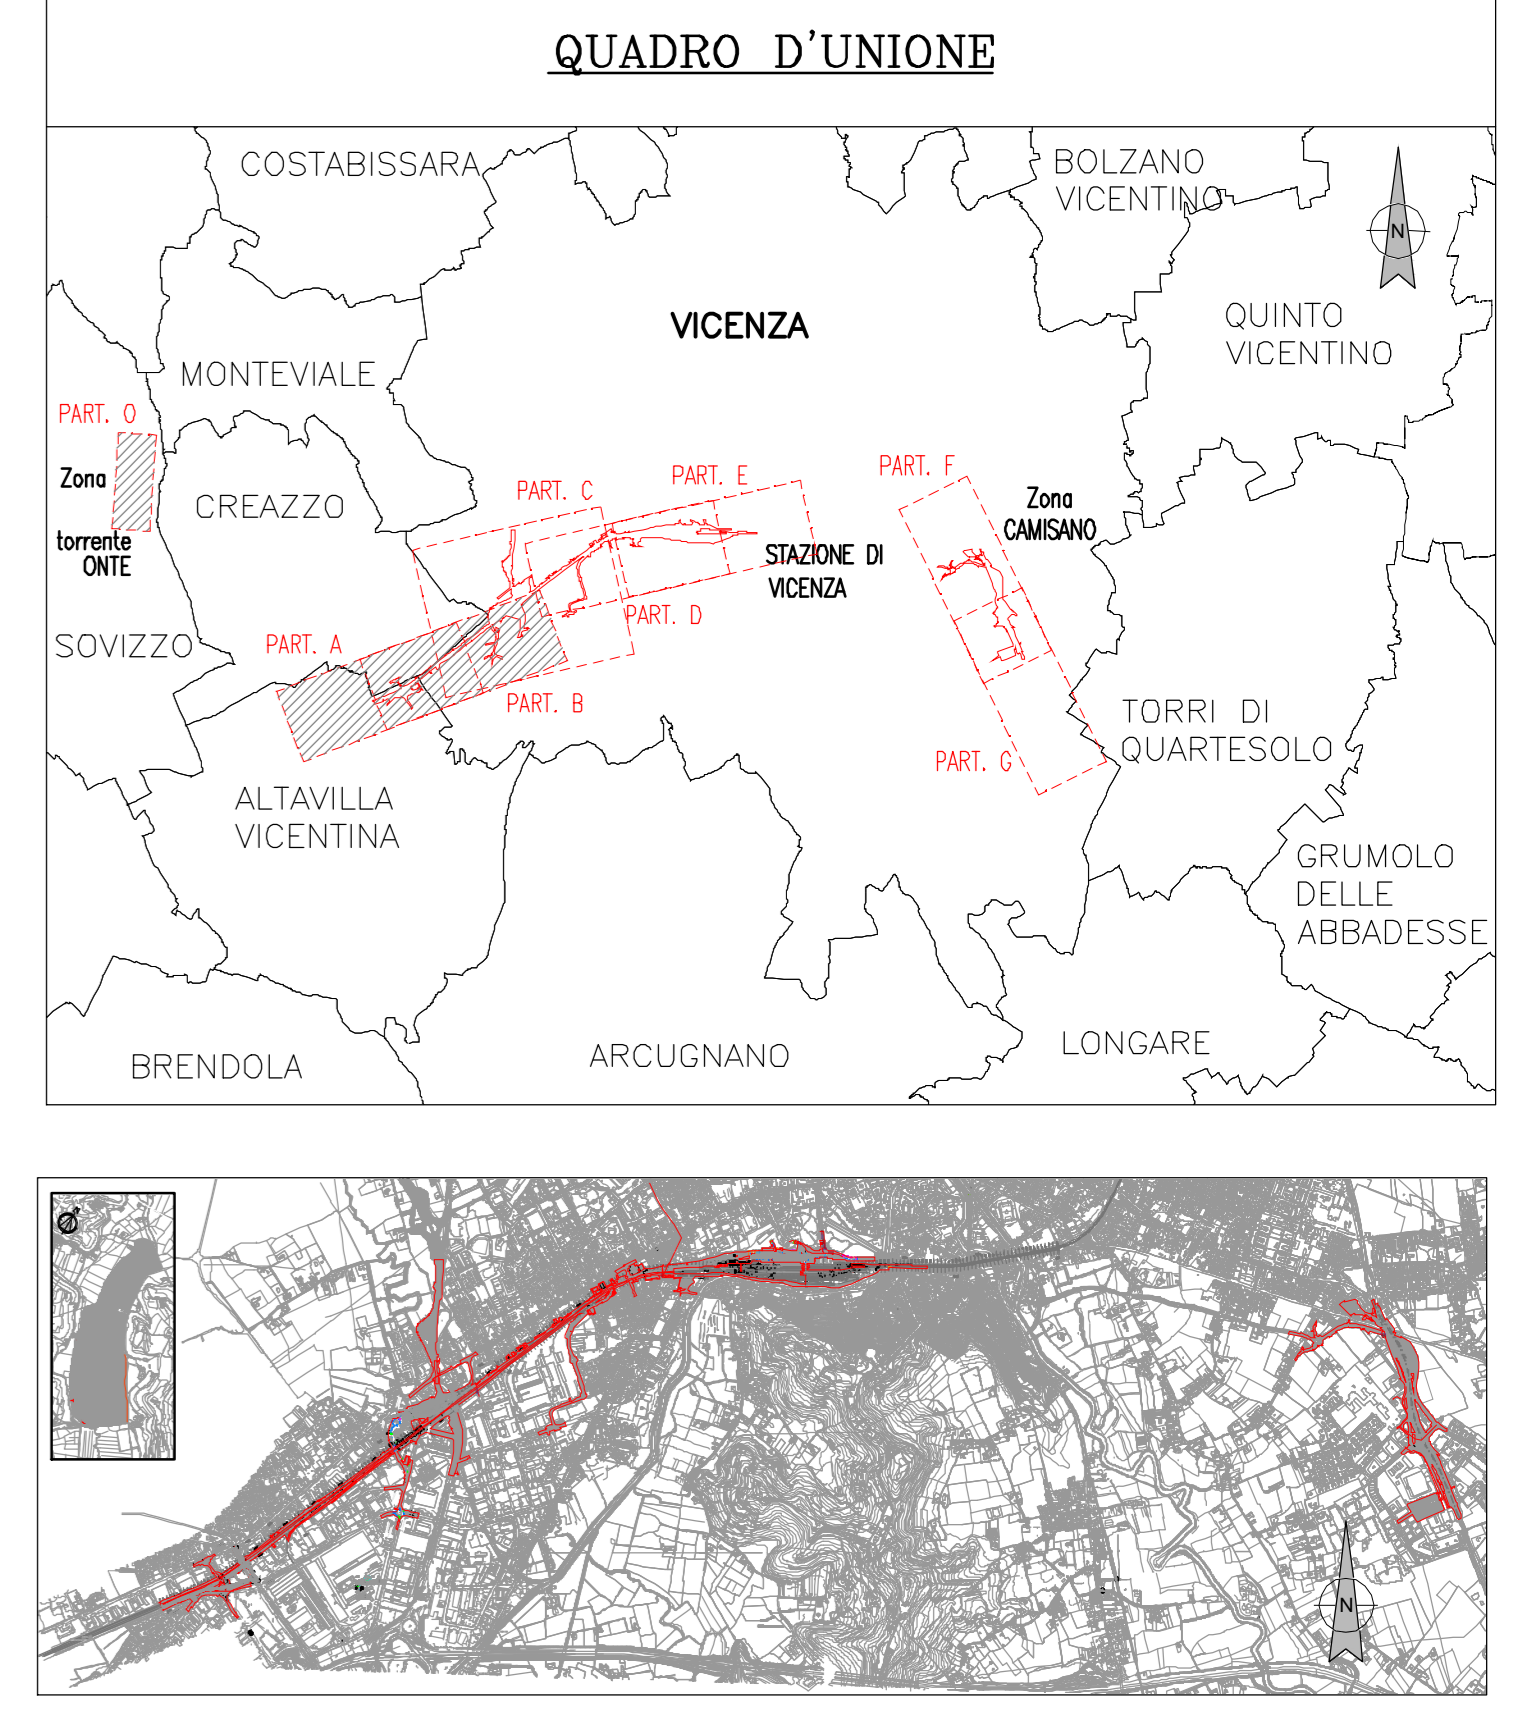 QUADRO D'UNIONE
COSTABISSARA
BOLZANO
VICENTINO
N
VICENZA
QUINTO
VICENTINO
MONTEVIALE
PART. O
Zona
torrente
ONTE
CREAZZO
PART. C
PART. E
PART. F
Zona
CAMISANO
STAZIONE DI
VICENZA
PART. D
SOVIZZO
PART. A
PART. B
PART. G
TORRI DI
QUARTESOLO
ALTAVILLA
VICENTINA
GRUMOLO
DELLE
ABBADESSE
BRENDOLA
ARCUGNANO
LONGARE
N